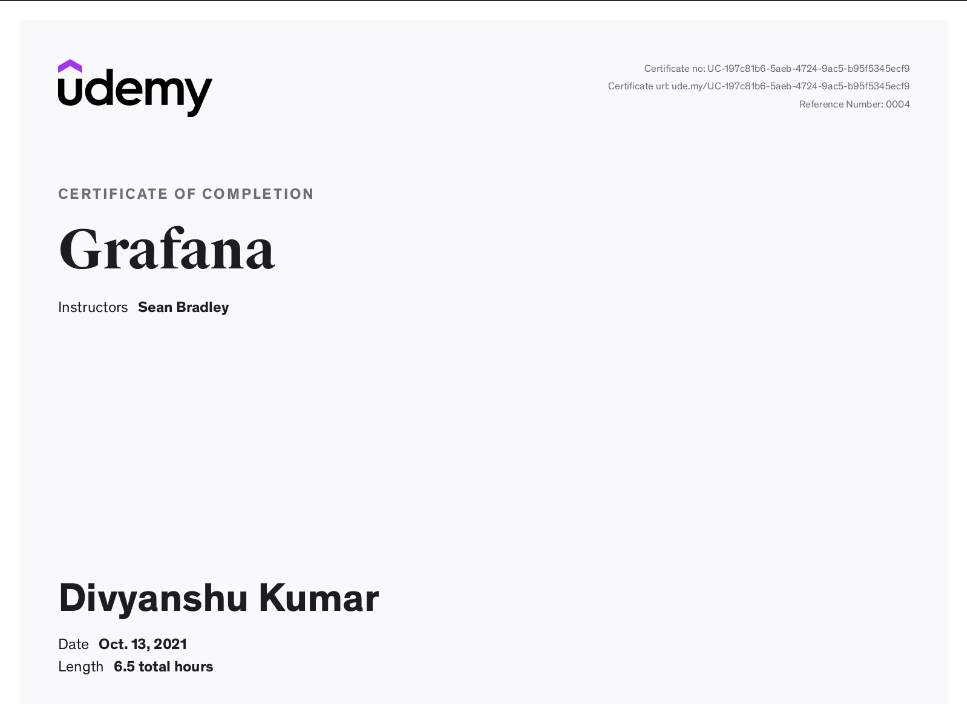 udemy
Certificate no: UC-197c81b6-5aeb-4724-9ac5-b95f5345ecf9
Certificate url: ude.my/UC-197c81b6-5aeb-4724-9ac5-b95f5345ecf9
Reference Number: 0004
CERTIFICATE OF COMPLETION
Grafana
Instructors Sean Bradley
Divyanshu Kumar
Date Oct. 13, 2021
Length 6.5 total hours